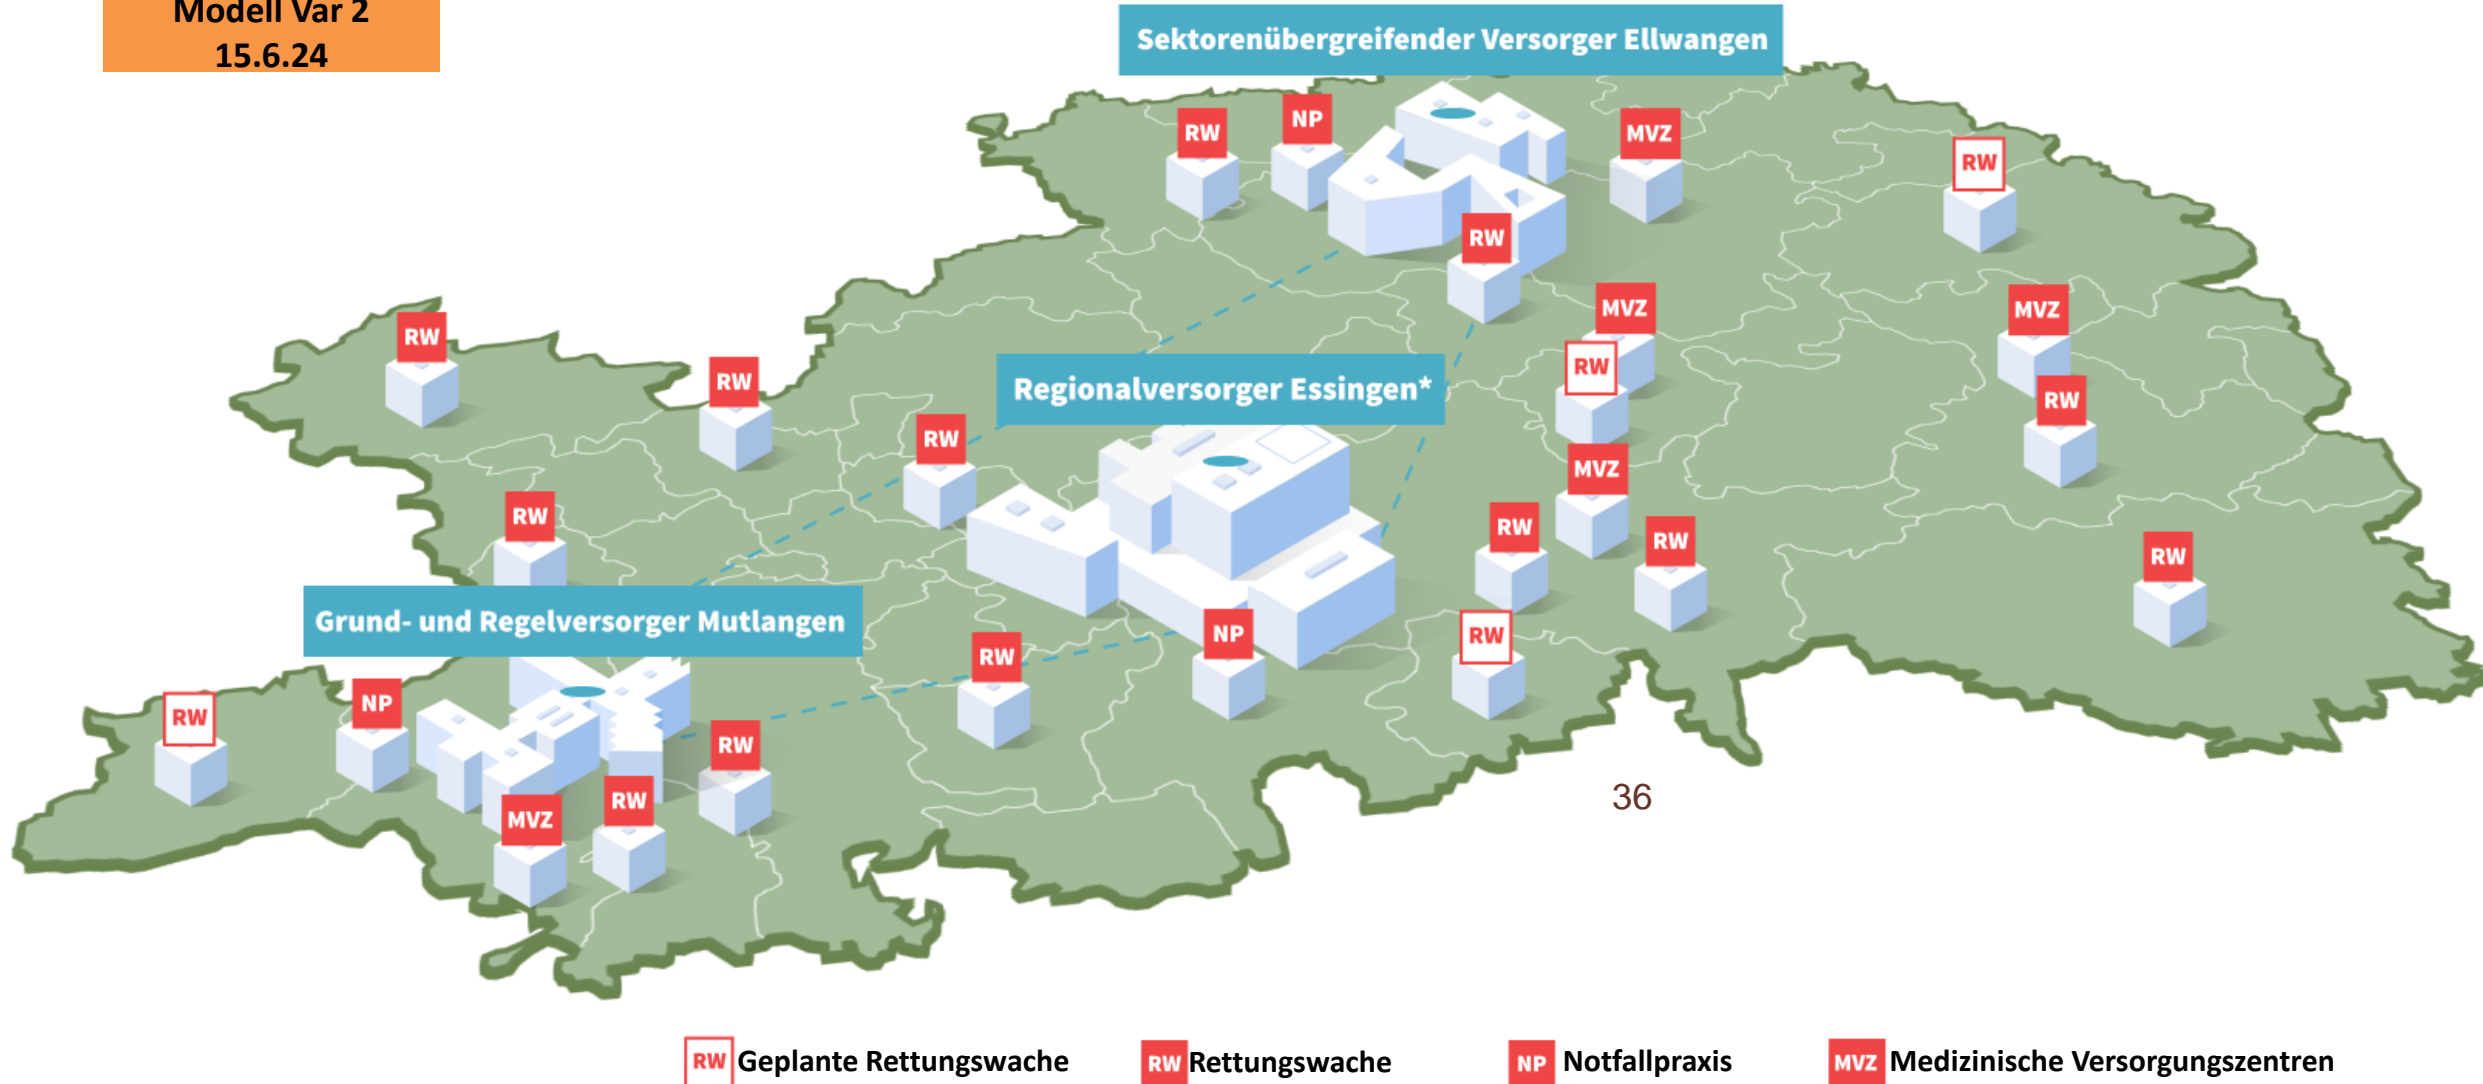 Modell Var 2
15.6.24
Sektorenübergreifender Versorger Ellwangen
RW
NP
MVZ
RW
RW
MVZ
MVZ
RW
RW
RW
Regionalversorger Essingen*
RW
RW
RW
MVZ
RW
RW
RW
RW
Grund- und Regelversorger Mutlangen
NP
RW
RW
RW
NP
RW
RW
MVZ
36
RW Geplante Rettungswache
RW Rettungswache
NP Notfallpraxis
MVZ Medizinische Versorgungszentren